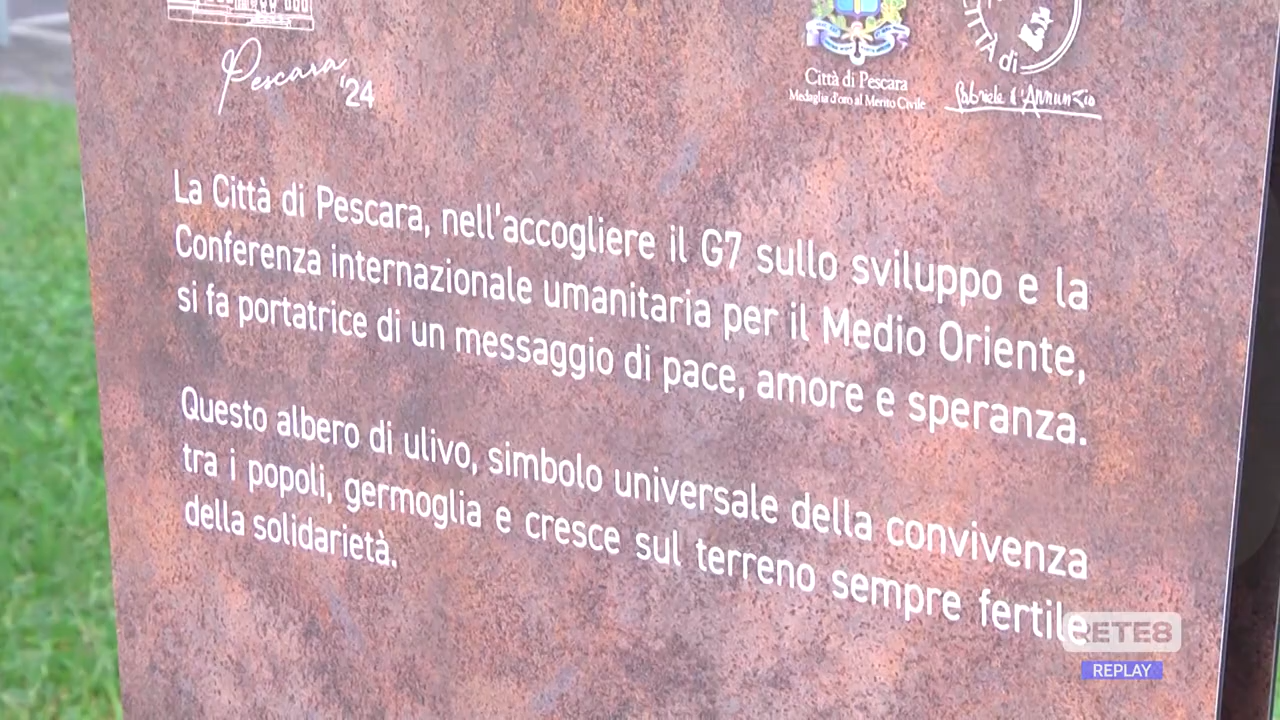 Pescara '24
Città di Pescara
Medaglia d'oro al Merito Civile
CITTÀ di
Gabriele d'Annunzio
La Città di Pescara, nell'accogliere il G7 sullo sviluppo e la
Conferenza internazionale umanitaria per il Medio Oriente,
si fa portatrice di un messaggio di pace, amore e speranza.
Questo albero di ulivo, simbolo universale della convivenza
tra i popoli, germoglia e cresce sul terreno sempre fertile
della solidarietà.
RETE8
REPLAY